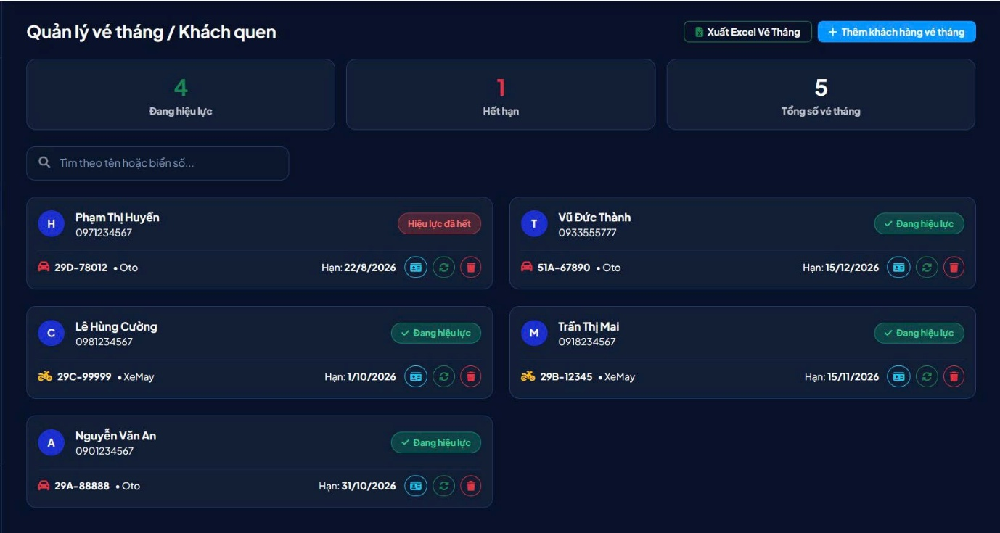 Quản lý vé tháng / Khách quen
Xuất Excel Vé Tháng
+ Thêm khách hàng vé tháng
4
Đang hiệu lực
1
Hết hạn
5
Tổng số vé tháng
Tìm theo tên hoặc biển số...
H
Phạm Thị Huyền
0971234567
Hiệu lực đã hết
29D-78012 • Oto
Hạn: 22/8/2026
T
Vũ Đức Thành
0933555777
Đang hiệu lực
51A-67890 • Oto
Hạn: 15/12/2026
C
Lê Hùng Cường
0981234567
Đang hiệu lực
29C-99999 • XeMay
Hạn: 1/10/2026
M
Trần Thị Mai
0918234567
Đang hiệu lực
29B-12345 • XeMay
Hạn: 15/11/2026
A
Nguyễn Văn An
0901234567
Đang hiệu lực
29A-88888 • Oto
Hạn: 31/10/2026